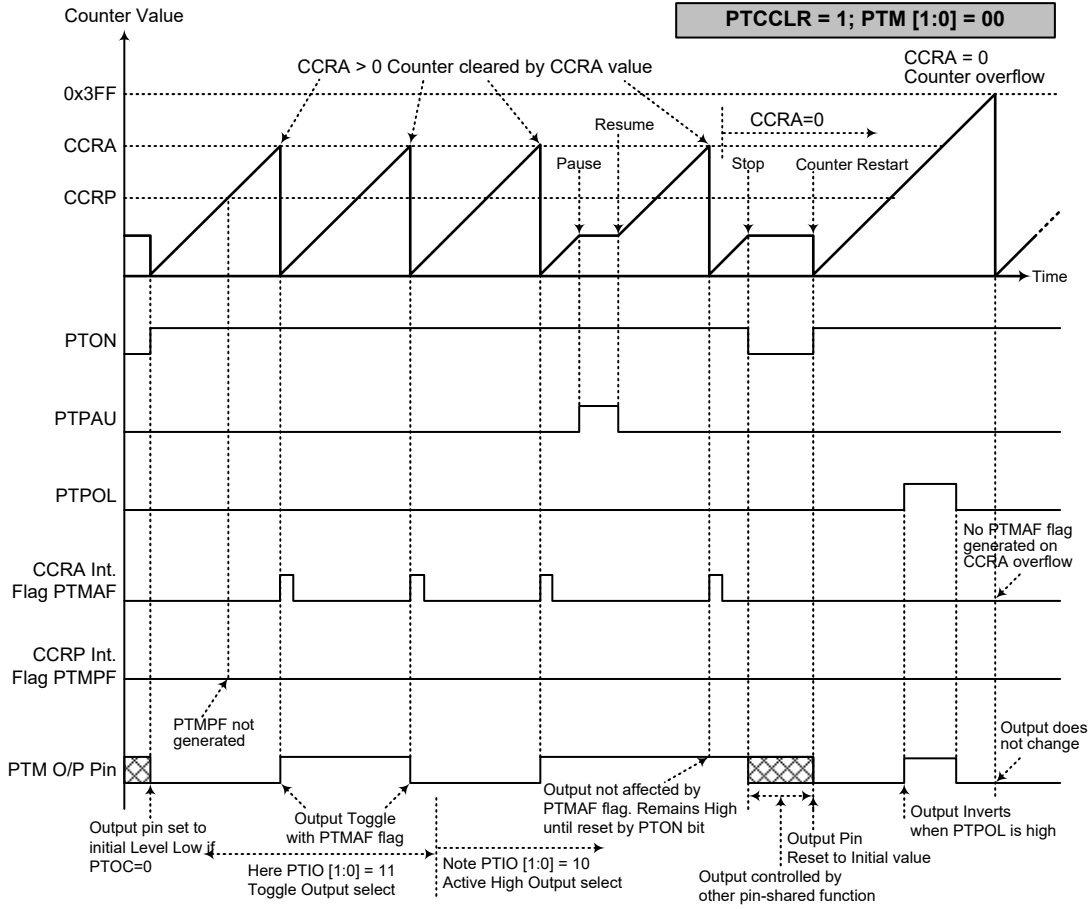 Counter Value
PTCCLR = 1; PTM [1:0] = 00
CCRA = 0
Counter overflow
CCRA > 0 Counter cleared by CCRA value
0x3FF
Resume
CCRA=0
CCRA
Pause
Stop
Counter Restart
CCRP
Time
PTON
PTPAU
PTPOL
No PTMAF flag
generated on
CCRA overflow
CCRA Int.
Flag PTMAF
CCRP Int.
Flag PTMPF
PTMPF not
generated
Output does
not change
PTM O/P Pin
Output pin set to
initial Level Low if
PTOC=0
Output Toggle
with PTMAF flag
Output not affected by
PTMAF flag. Remains High
until reset by PTON bit
Output Inverts
when PTPOL is high
Output Pin
Reset to Initial value
Here PTIO [1:0] = 11
Toggle Output select
Note PTIO [1:0] = 10
Active High Output select
Output controlled by
other pin-shared function